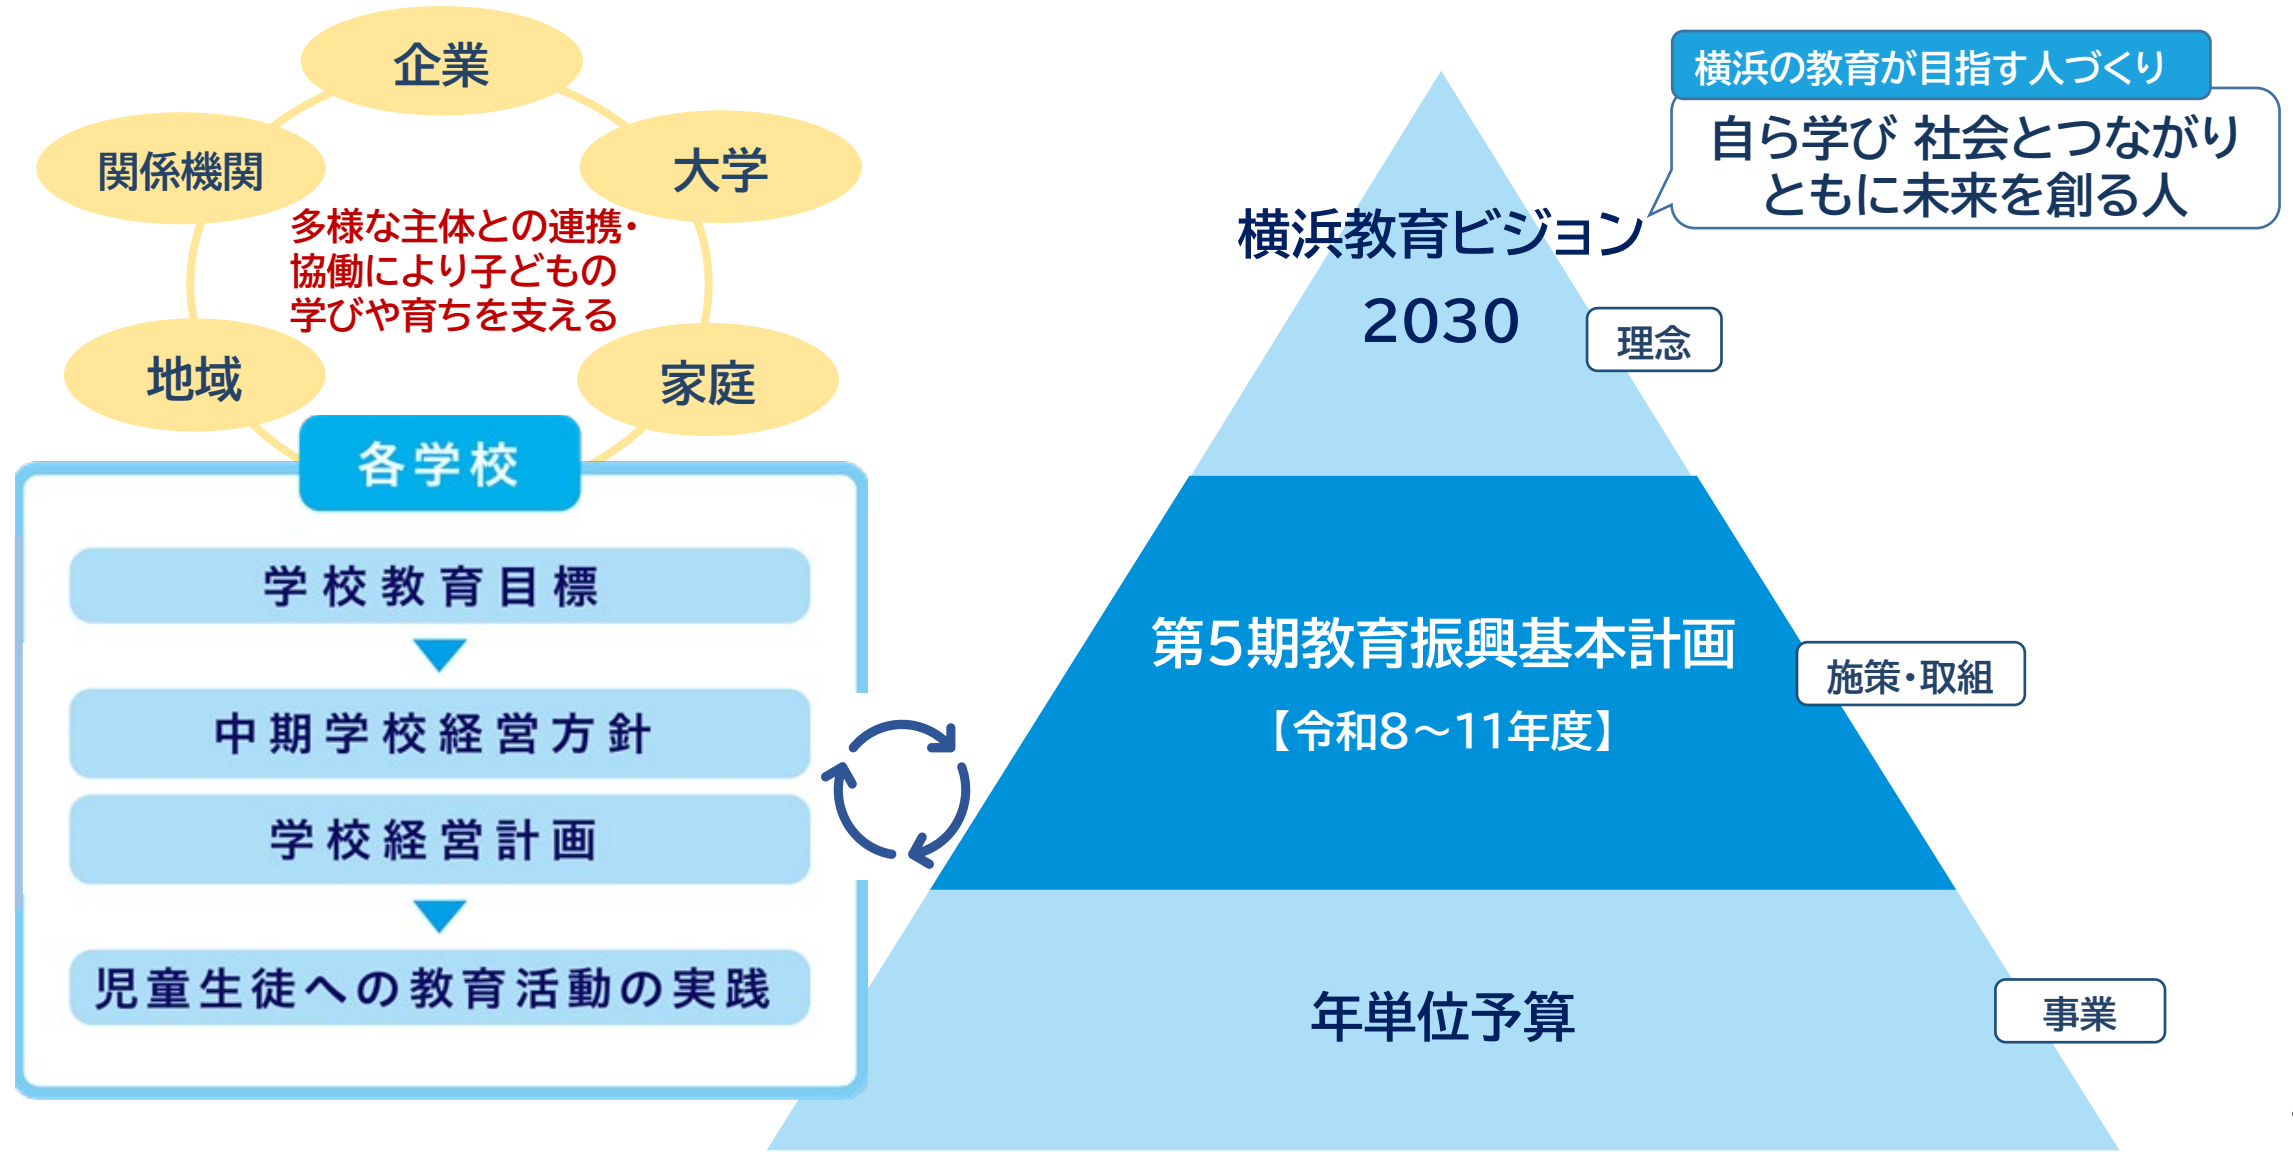 企業
関係機関
大学
多様な主体との連携・
協働により子どもの
学びや育ちを支える
地域
家庭
各学校
学校教育目標
中期学校経営方針
学校経営計画
児童生徒への教育活動の実践
横浜の教育が目指す人づくり
自ら学び 社会とつながり
ともに未来を創る人
横浜教育ビジョン
2030
理念
第5期教育振興基本計画
【令和8～11年度】
施策・取組
年単位予算
事業